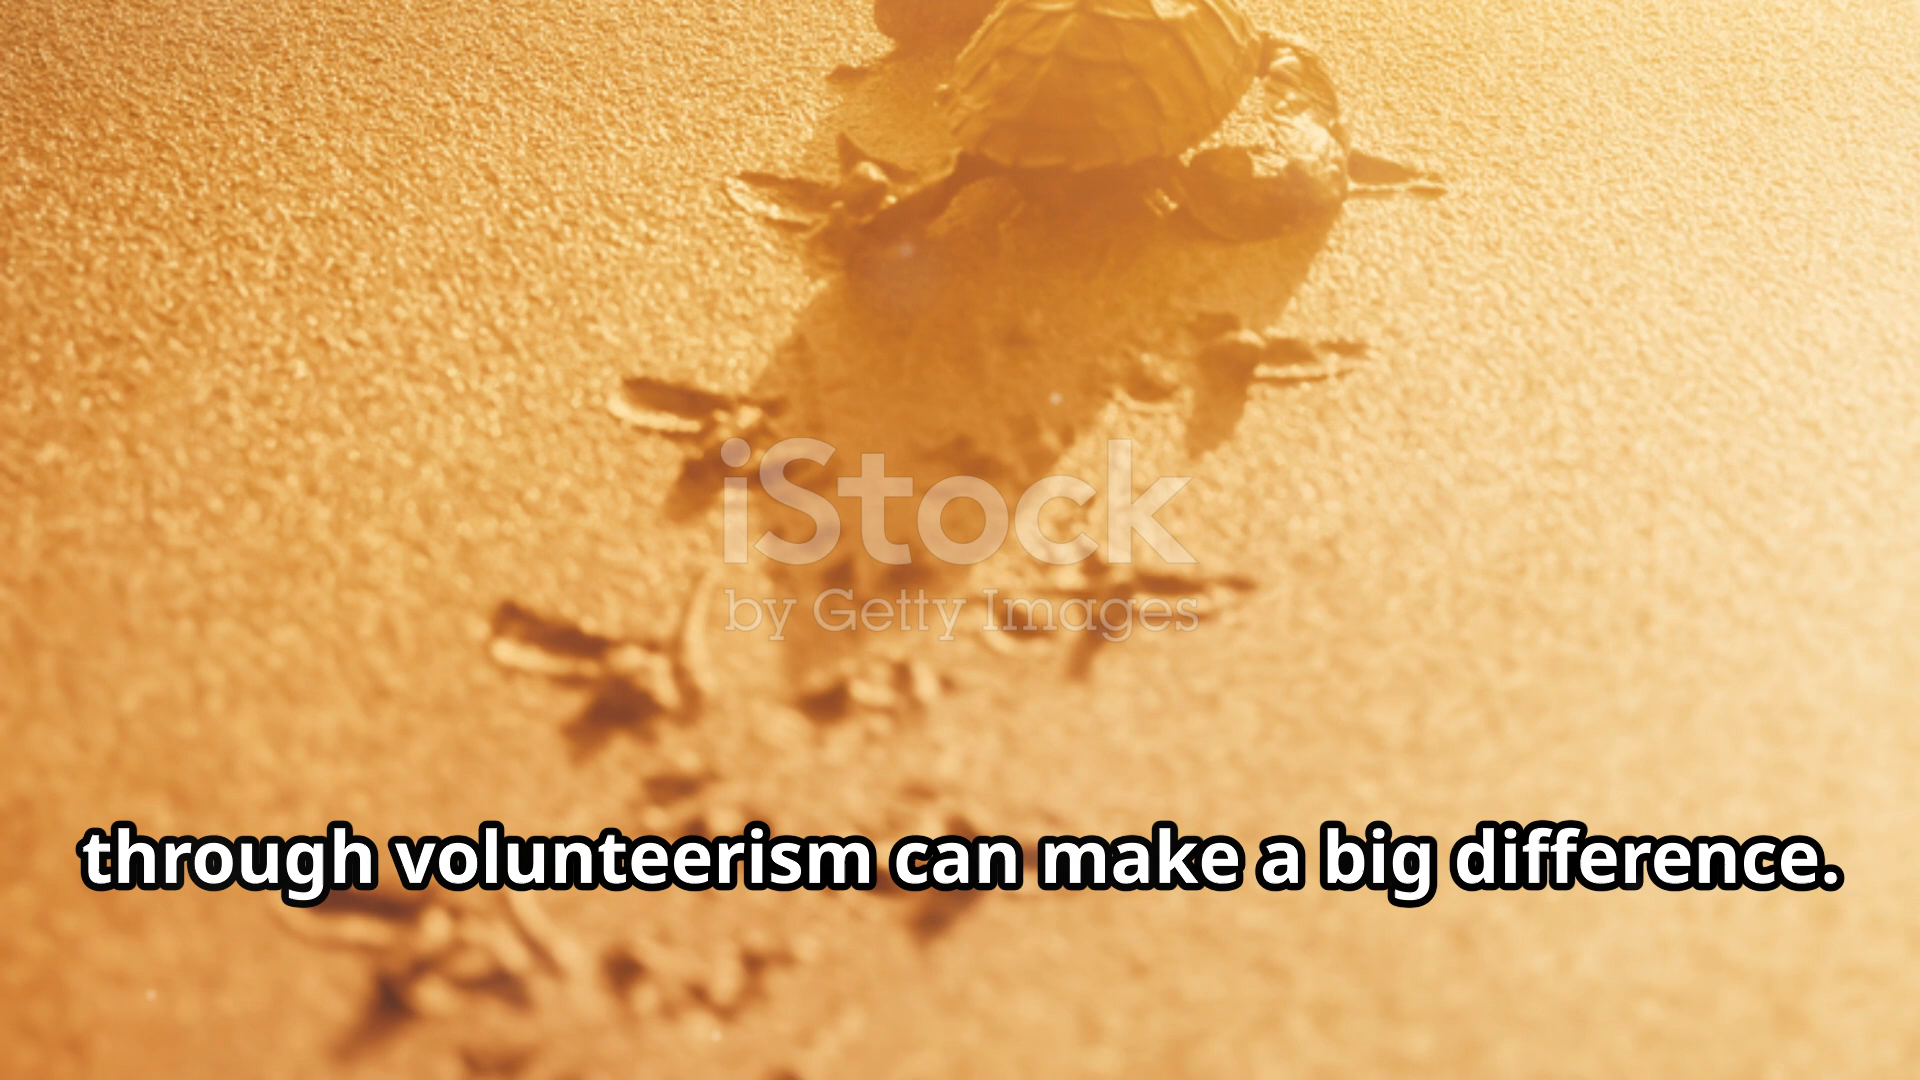 iStock
by Getty Images
through volunteerism can make a big difference.